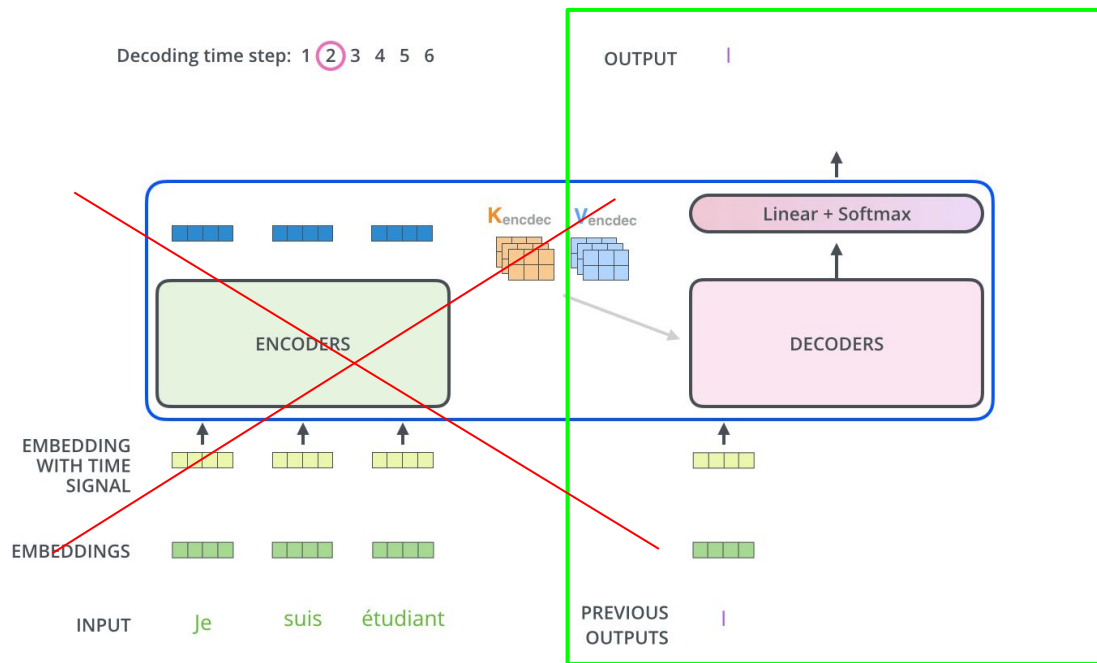 Decoding time step: 1 2 3 4 5 6
OUTPUT I
Kencdec Vencdec
Linear + Softmax
ENCODERS
DECODERS
EMBEDDING
WITH TIME
SIGNAL
EMBEDDINGS
INPUT Je suis étudiant
PREVIOUS
OUTPUTS I